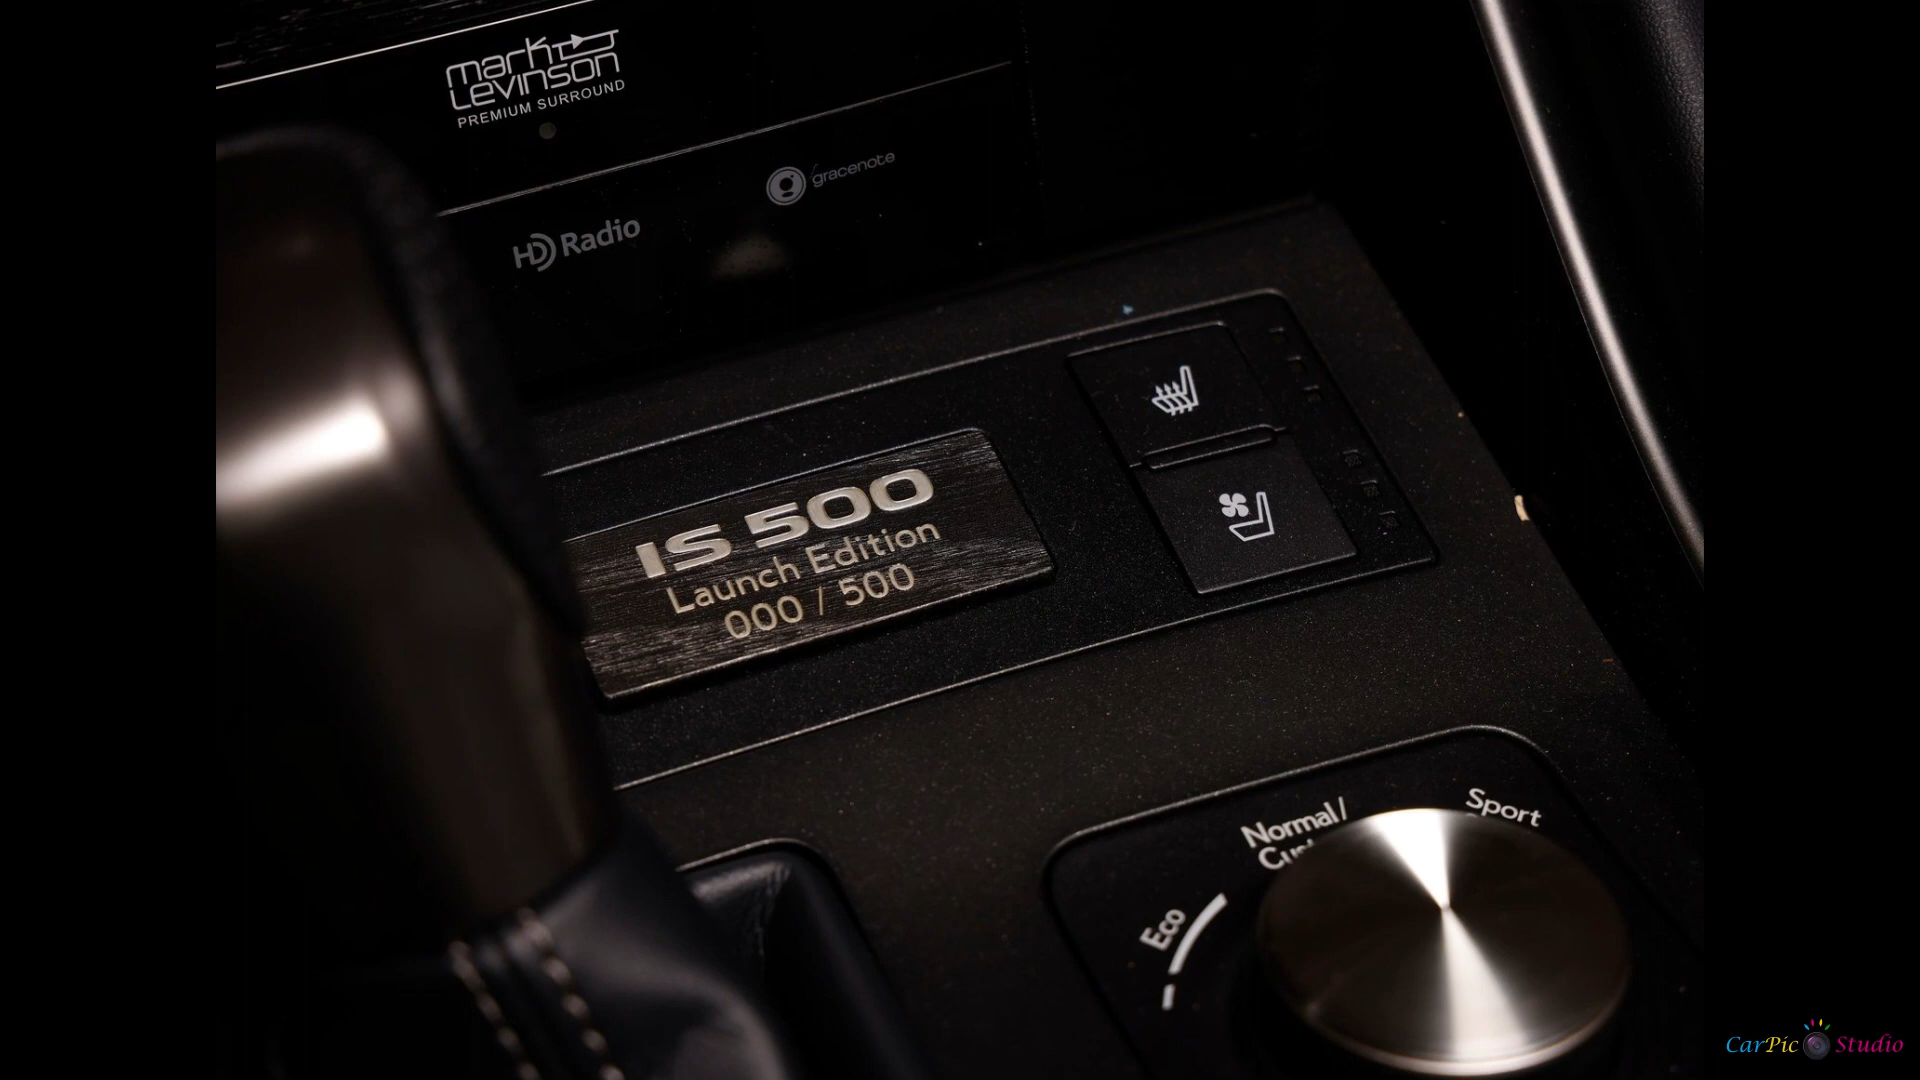 mark
Levinson
PREMIUM SURROUND
gracenote
HD Radio
IS 500
Launch Edition
000 / 500
Normal/
Sport
Eco
CarPic Studio